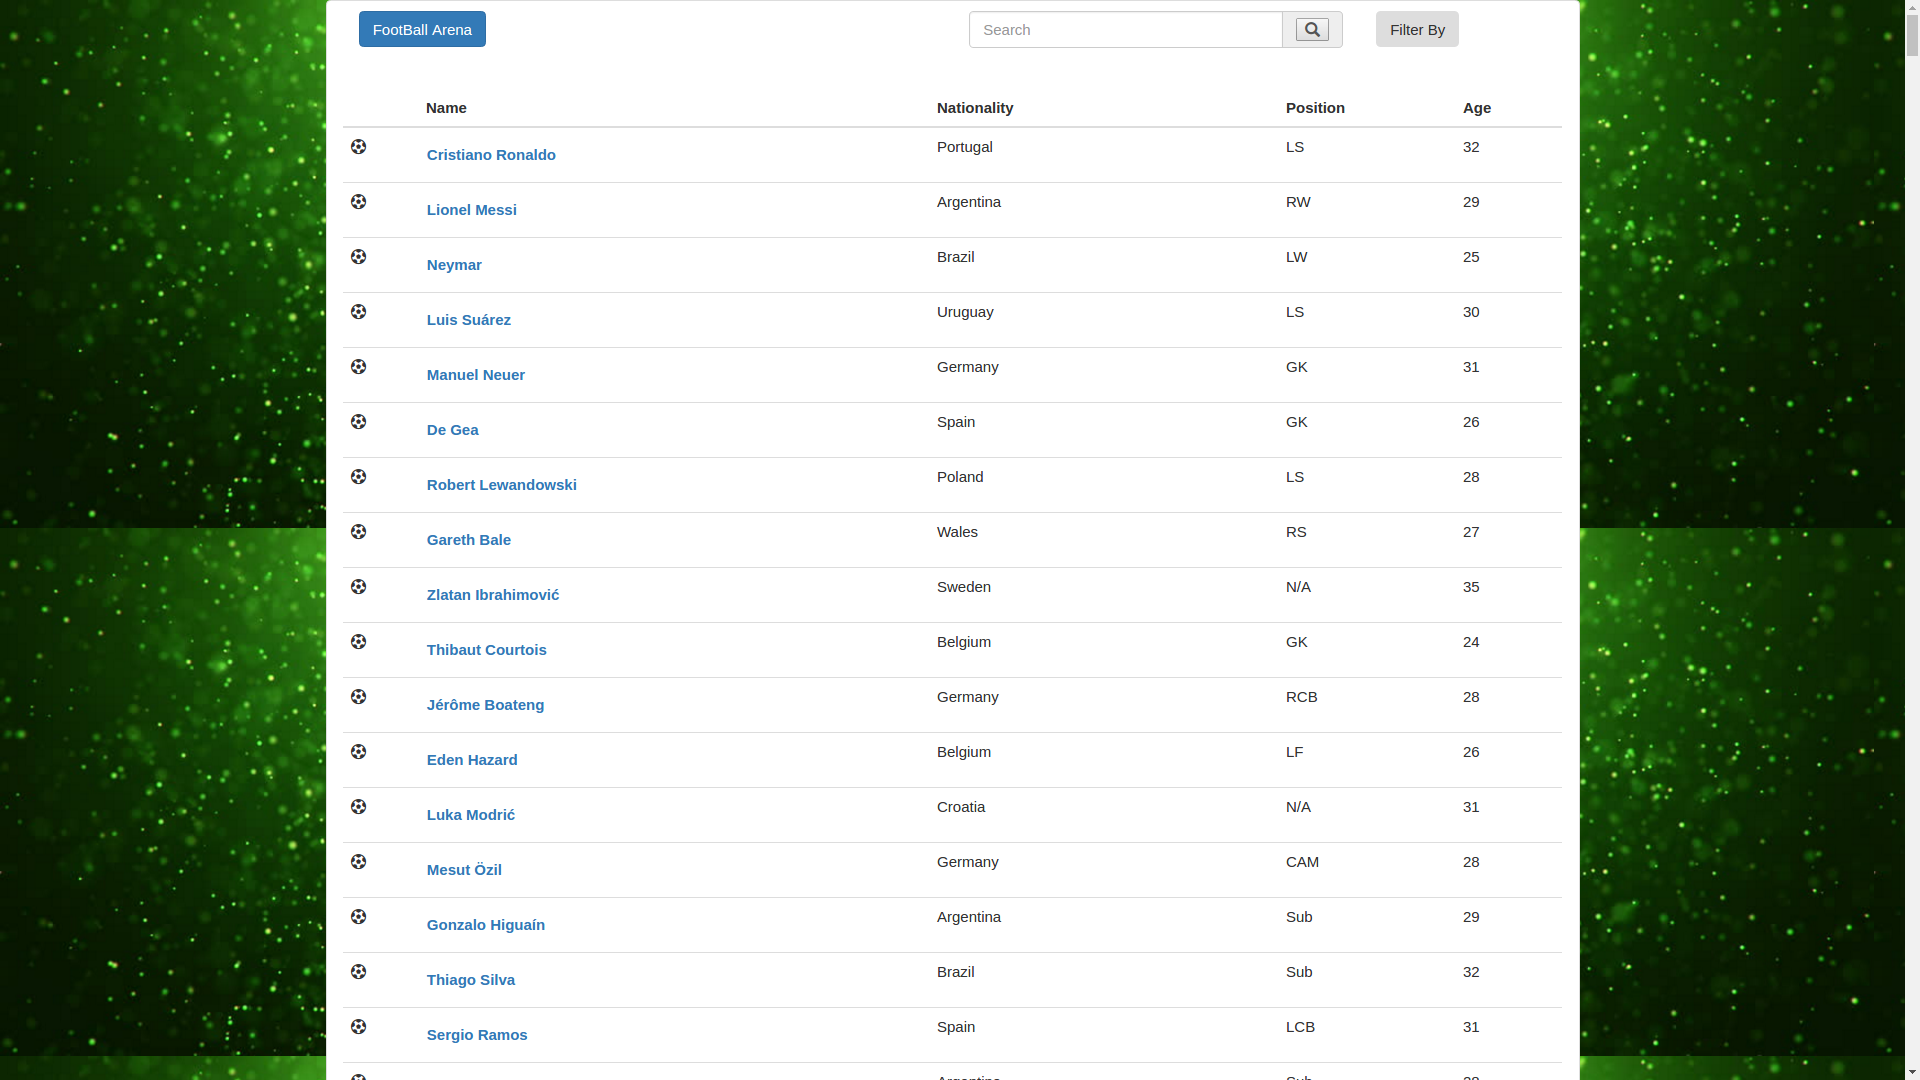 FootBall Arena Search Filter By
Name Nationality Position Age
Cristiano Ronaldo Portugal LS 32
Lionel Messi Argentina RW 29
Neymar Brazil LW 25
Luis Suárez Uruguay LS 30
Manuel Neuer Germany GK 31
De Gea Spain GK 26
Robert Lewandowski Poland LS 28
Gareth Bale Wales RS 27
Zlatan Ibrahimović Sweden N/A 35
Thibaut Courtois Belgium GK 24
Jérôme Boateng Germany RCB 28
Eden Hazard Belgium LF 26
Luka Modrić Croatia N/A 31
Mesut Özil Germany CAM 28
Gonzalo Higuaín Argentina Sub 29
Thiago Silva Brazil Sub 32
Sergio Ramos Spain LCB 31